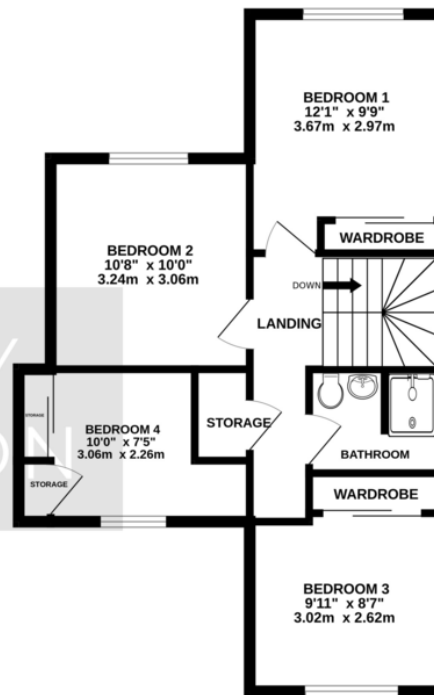 BEDROOM 1
12'1" x 9'9"
3.67m x 2.97m
WARDROBE
BEDROOM 2
10'8" x 10'0"
3.24m x 3.06m
DOWN
LANDING
STORAGE
BEDROOM 4
10'0" x 7'5"
3.06m x 2.26m
STORAGE
STORAGE
BATHROOM
WARDROBE
BEDROOM 3
9'11" x 8'7"
3.02m x 2.62m
Y
ON